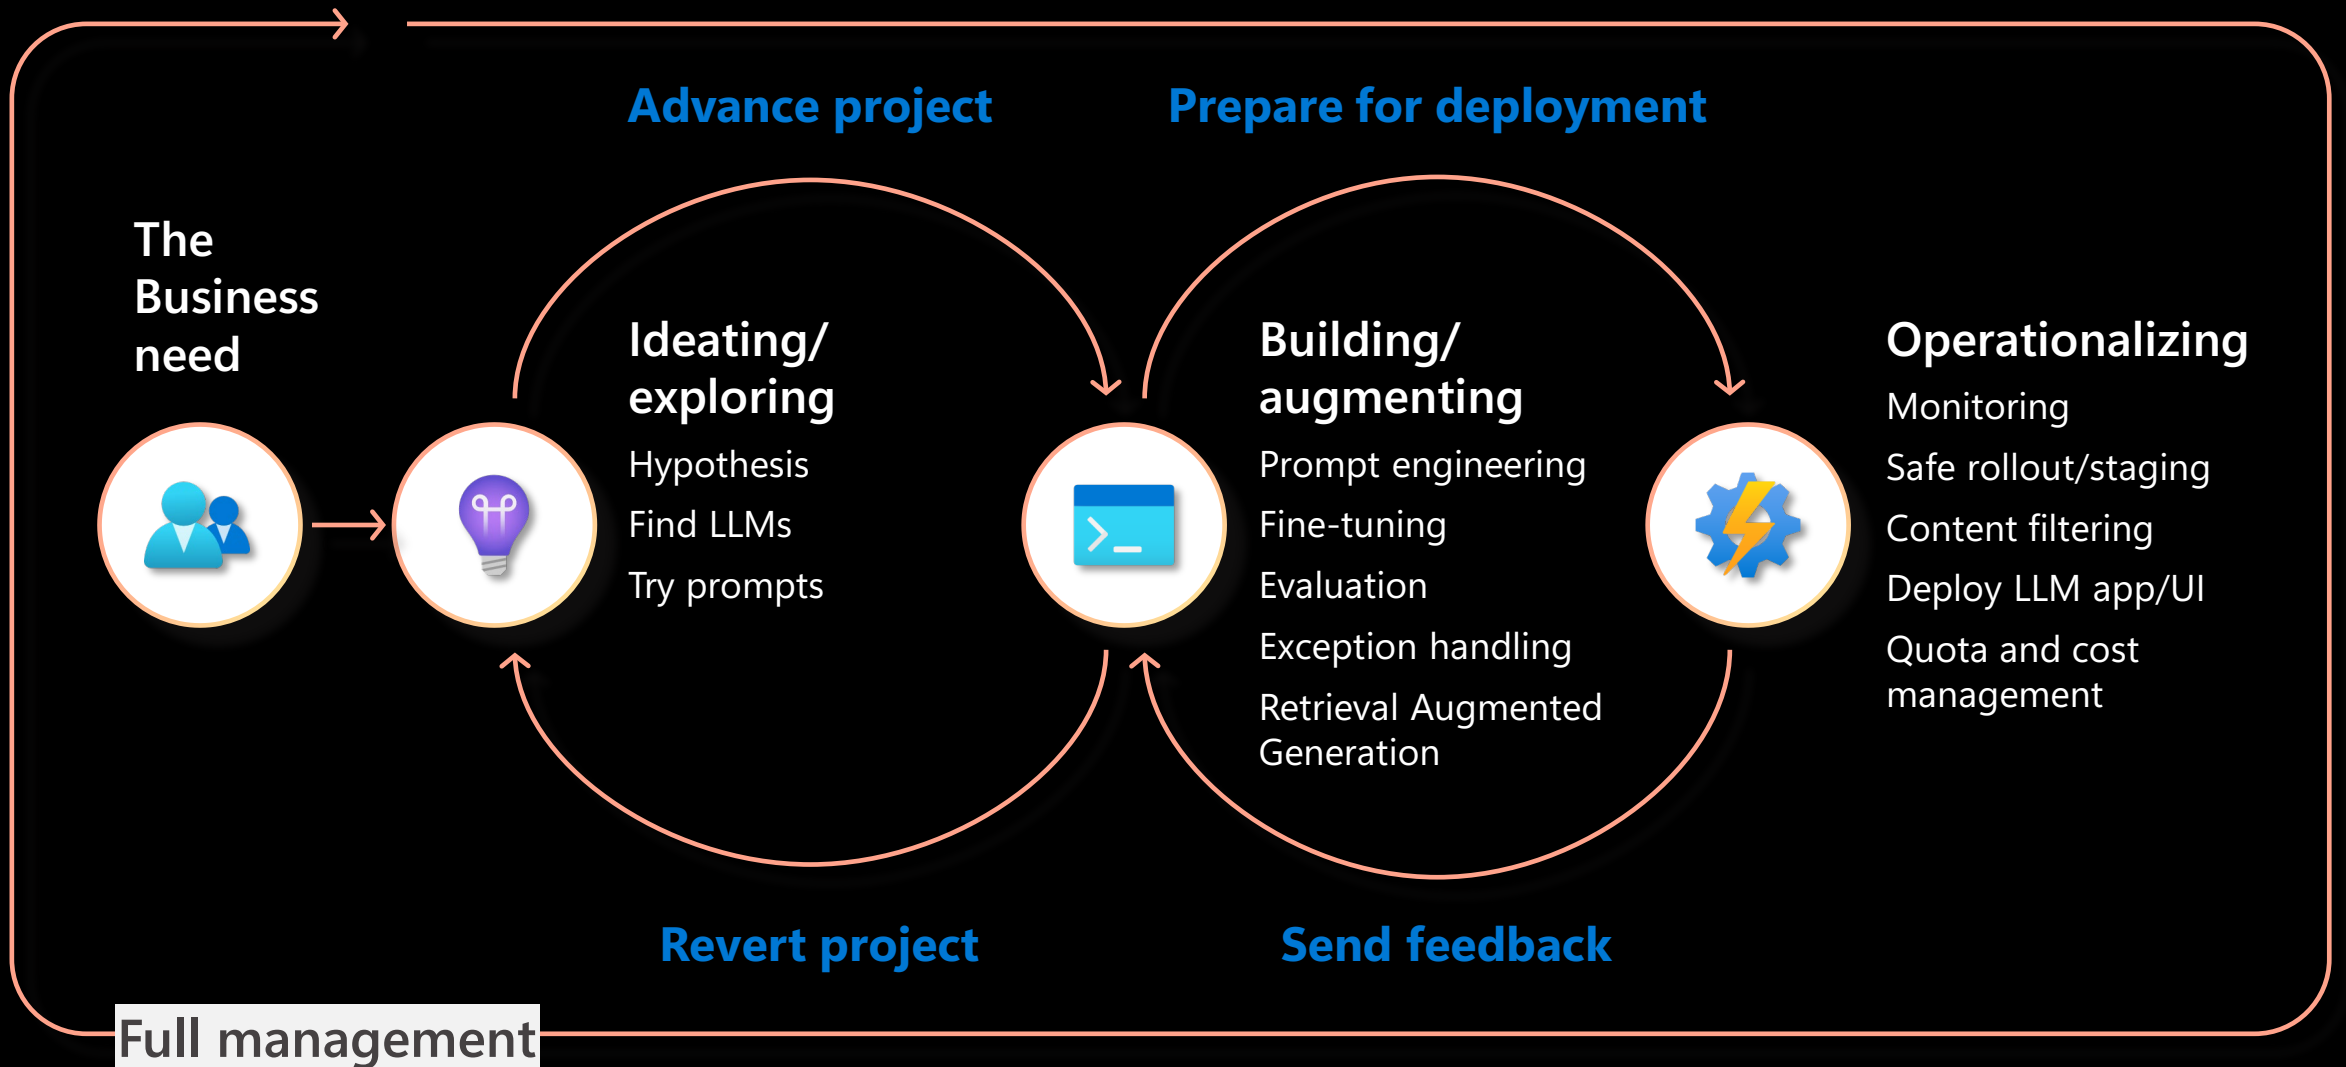 Advance project
Prepare for deployment
The
Business
need
Ideating/
exploring
Hypothesis
Find LLMs
Try prompts
Building/
augmenting
Prompt engineering
Fine-tuning
Evaluation
Exception handling
Retrieval Augmented
Generation
Operationalizing
Monitoring
Safe rollout/staging
Content filtering
Deploy LLM app/UI
Quota and cost
management
Revert project
Send feedback
Full management